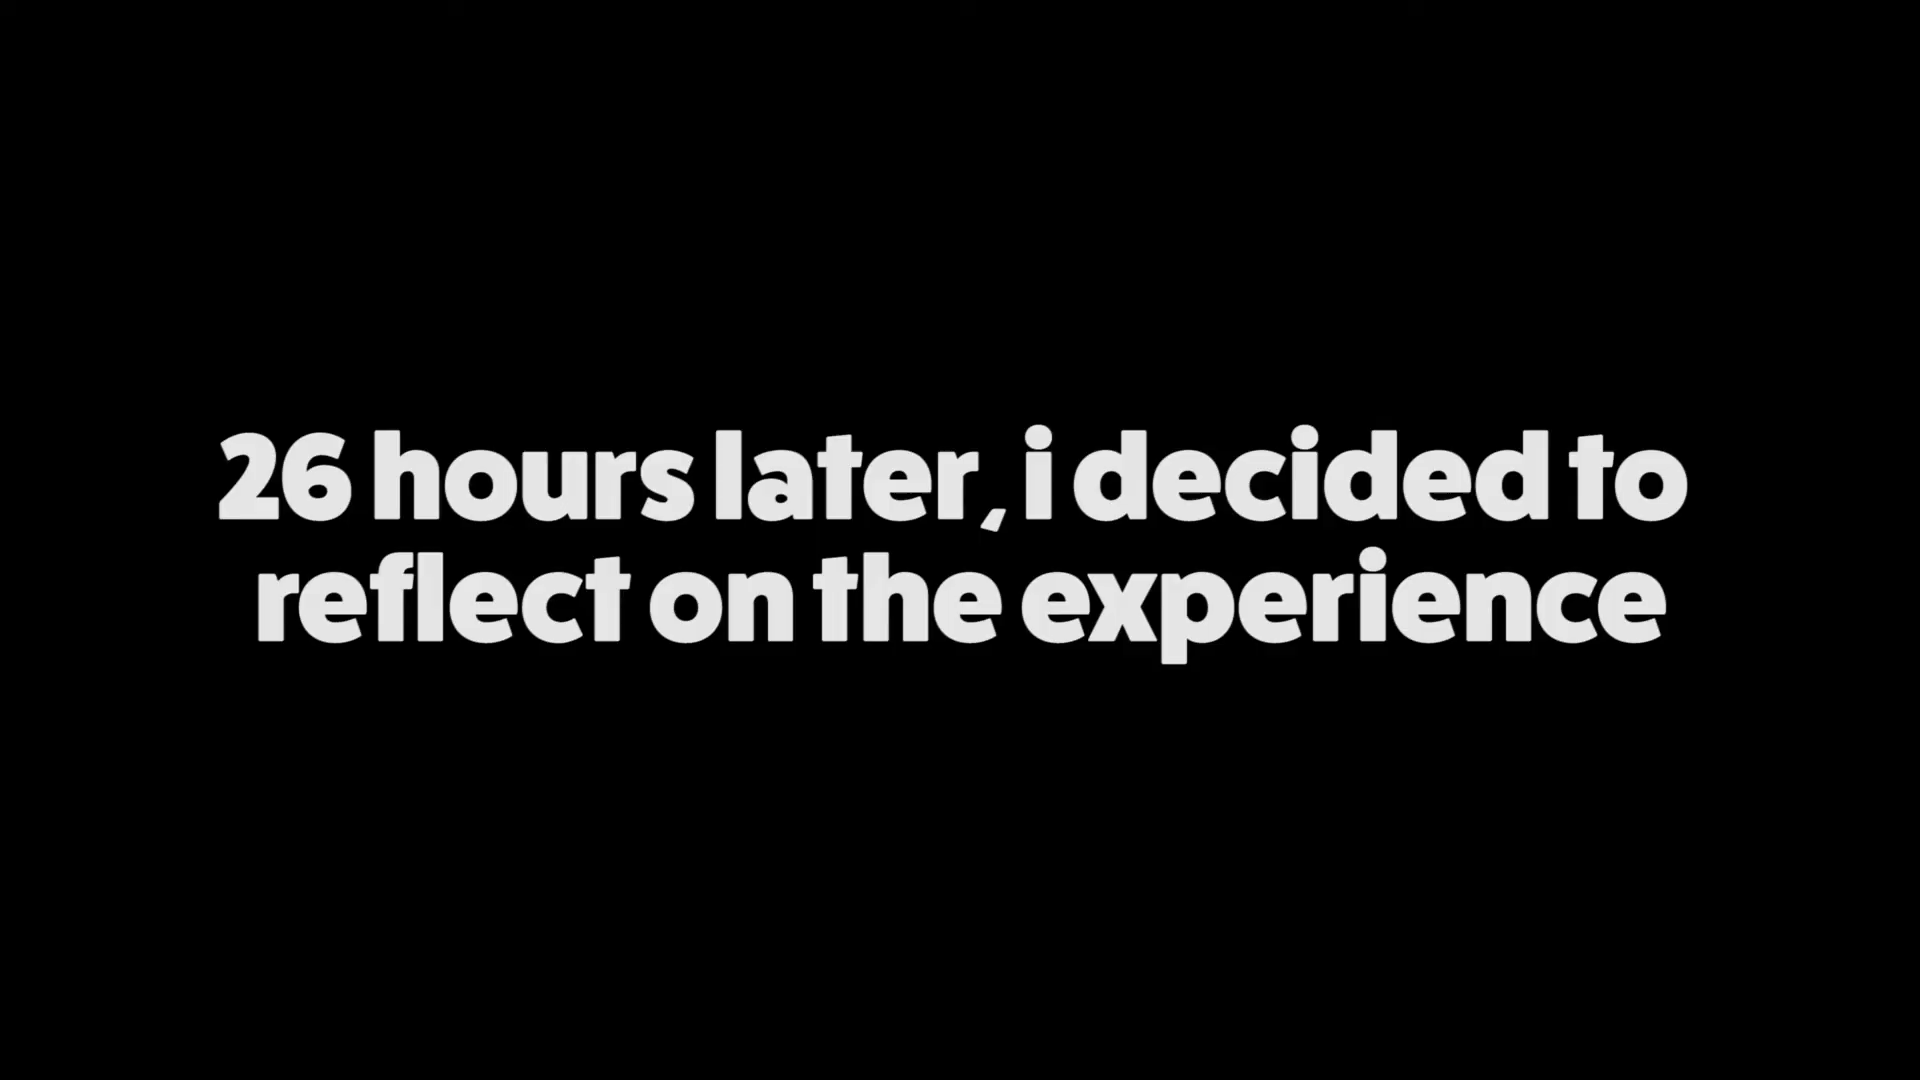 26 hours later, i decided to
reflect on the experience